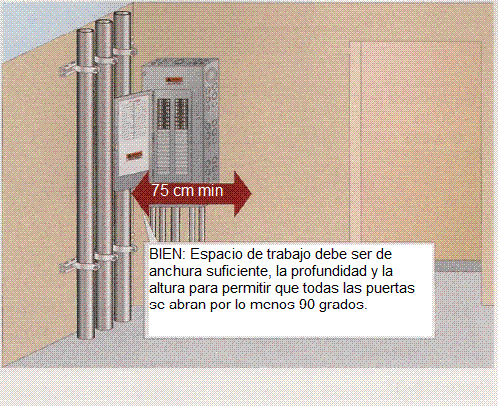 75 cm min
BIEN: Espacio de trabajo debe ser de
anchura suficiente, la profundidad y la
altura para permitir que todas las puertas
se abran por lo menos 90 grados.